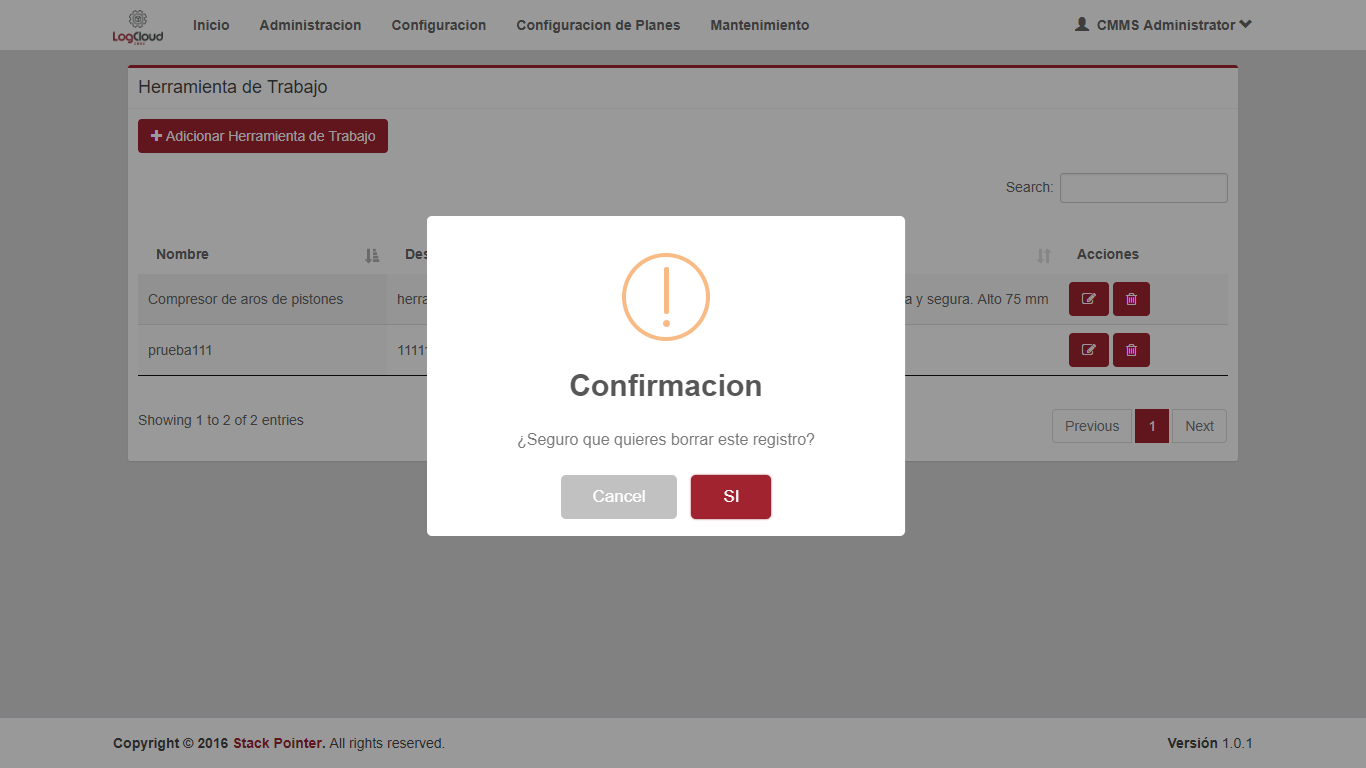 LogCloud
Inicio Administracion Configuracion Configuracion de Planes Mantenimiento CMMS Administrator
Herramienta de Trabajo
Adicionar Herramienta de Trabajo
Search:
Nombre Acciones
Compresor de aros de pistones a y segura. Alto 75 mm
prueba111
Showing 1 to 2 of 2 entries Previous 1 Next
Confirmacion
¿Seguro que quieres borrar este registro?
Cancel SI
Copyright © 2016 Stack Pointer. All rights reserved. Versión 1.0.1